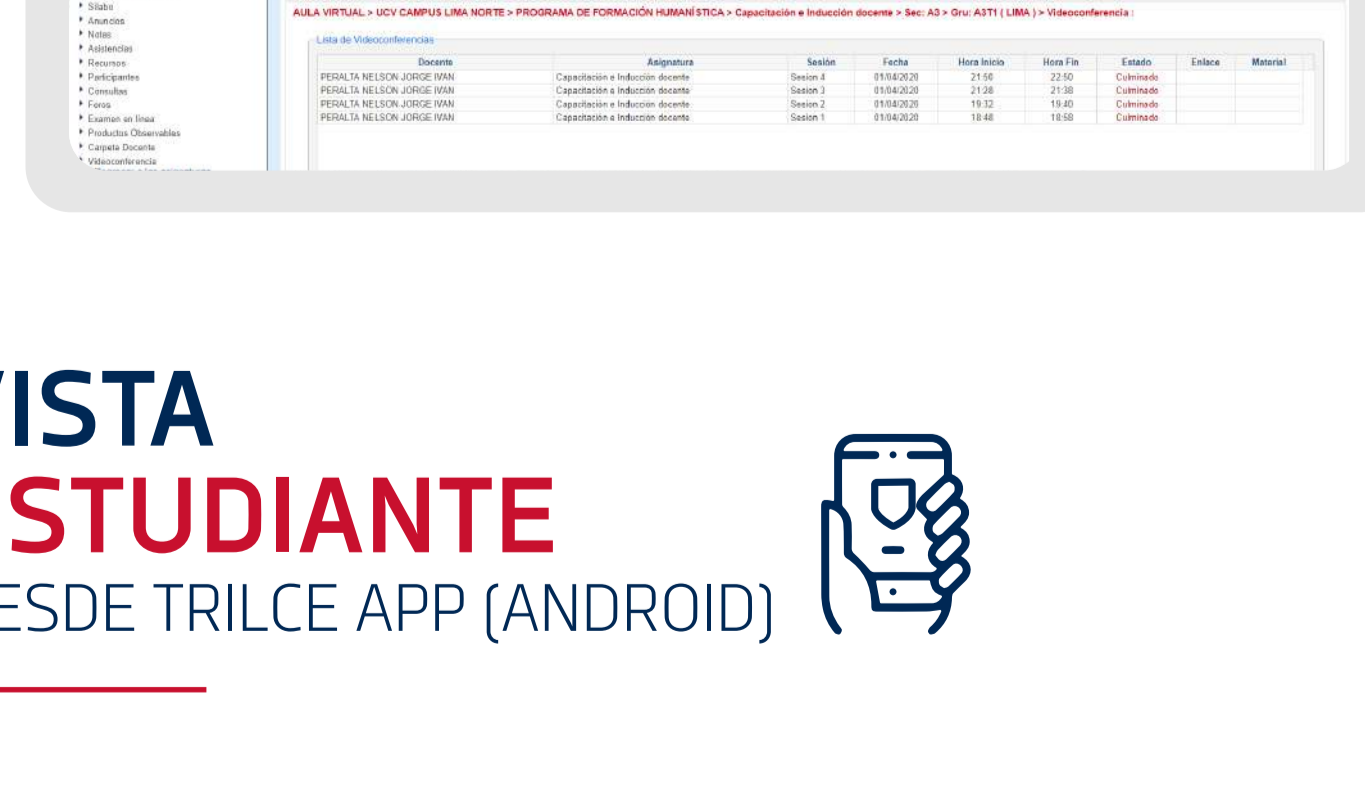 Silabo
AULA VIRTUAL > UCV CAMPUS LIMA NORTE > PROGRAMA DE FORMACIÓN HUMANÍSTICA > Capacitación e Inducción docente > Sec: A3 > Gru: A3T1 ( LIMA ) > Videoconferencia :
Anuncios
Notas
Asistencias
Recursos
Participantes
Consultas
Foros
Examen en línea
Productos Observables
Carpeta Docente
Videoconferencia
Lista de Videoconferencias
Docente Asignatura Sesión Fecha Hora Inicio Hora Fin Estado Enlace Material
PERALTA NELSON JORGE IVAN Capacitación e Inducción docente Sesion 4 01/04/2020 21:50 22:50 Culminado
PERALTA NELSON JORGE IVAN Capacitación e Inducción docente Sesion 3 01/04/2020 21:28 21:38 Culminado
PERALTA NELSON JORGE IVAN Capacitación e Inducción docente Sesion 2 01/04/2020 19:32 19:40 Culminado
PERALTA NELSON JORGE IVAN Capacitación e Inducción docente Sesion 1 01/04/2020 18:48 18:58 Culminado
VISTA
STUDIANTE
ESDE TRILCE APP (ANDROID)